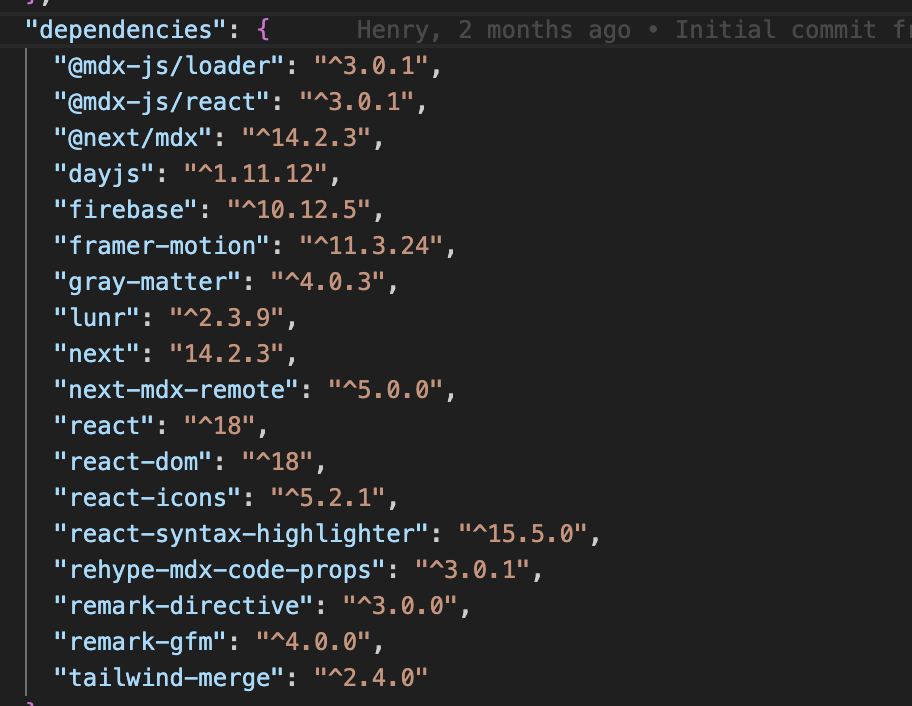 },
"dependencies": {    Henry, 2 months ago • Initial commit fr
"@mdx-js/loader": "^3.0.1",
"@mdx-js/react": "^3.0.1",
"@next/mdx": "^14.2.3",
"dayjs": "^1.11.12",
"firebase": "^10.12.5",
"framer-motion": "^11.3.24",
"gray-matter": "^4.0.3",
"lunr": "^2.3.9",
"next": "14.2.3",
"next-mdx-remote": "^5.0.0",
"react": "^18",
"react-dom": "^18",
"react-icons": "^5.2.1",
"react-syntax-highlighter": "^15.5.0",
"rehype-mdx-code-props": "^3.0.1",
"remark-directive": "^3.0.0",
"remark-gfm": "^4.0.0",
"tailwind-merge": "^2.4.0"
}